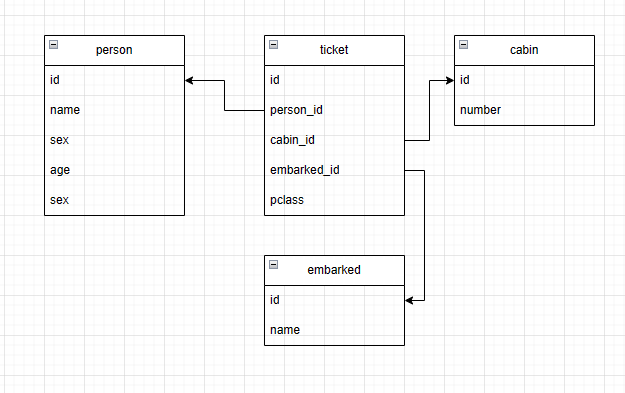 person
id
name
sex
age
sex
ticket
id
person_id
cabin_id
embarked_id
pclass
cabin
id
number
embarked
id
name